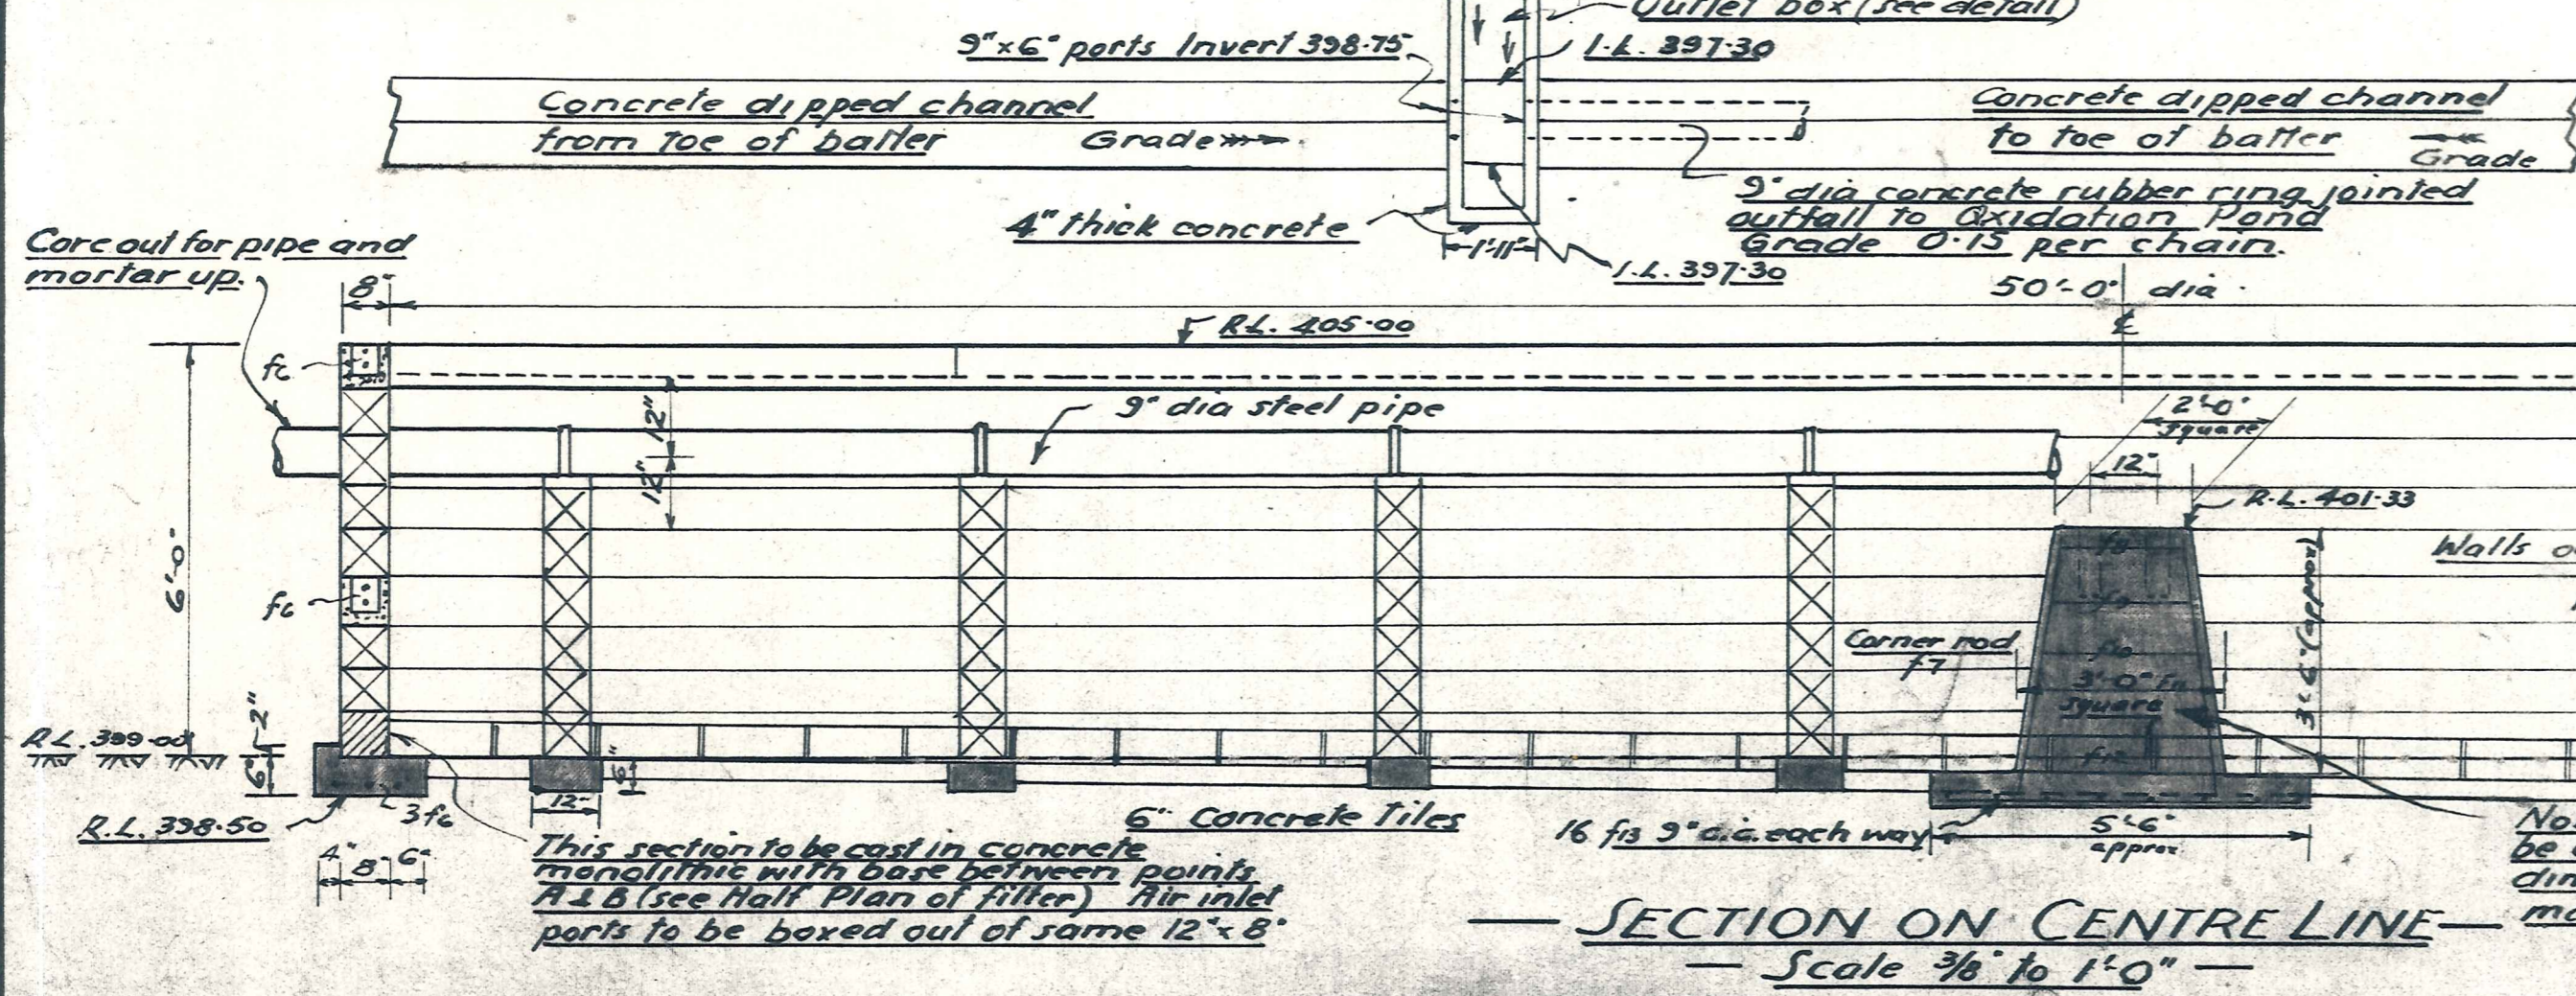 Outlet box (see detail)
9"x6" ports Invert 398·75
I.L. 397·30
Concrete dipped channel
from toe of batter Grade
Concrete dipped channel
to toe of batter
Grade
9" dia concrete rubber ring jointed
outfall to Oxidation Pond
Grade 0·15 per chain.
4" thick concrete
1'-11"
I.L. 397·30
Core out for pipe and
mortar up.
8"
50'-0" dia
R.L. 405·00
℄
f6
12"
12"
9" dia steel pipe
2'-0"
square
12"
R.L. 401·33
6'-0"
f6
Walls
Corner rod
f7
3'-0"
square
3'-6" (approx)
2"
R.L. 399·00
6"
6"
12"
3f6
R.L. 398·50
6" Concrete Tiles
16 f13 9" c.c. each way
5'-6"
approx
4" 8" 6"
This section to be cast in concrete
monolithic with base between points
A & B (see Half Plan of filter) Air inlet
ports to be boxed out of same 12"x 8"
No.
be
SECTION ON CENTRE LINE
Scale 3/8" to 1'-0"